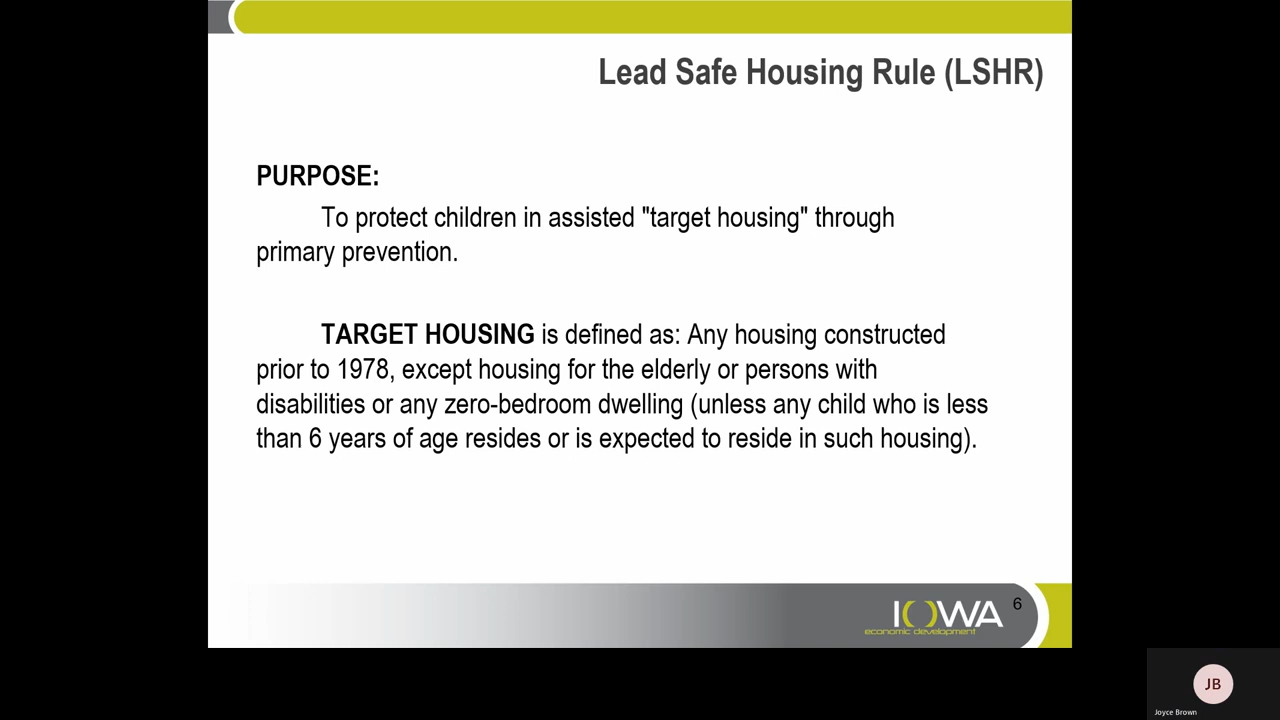 Lead Safe Housing Rule (LSHR)
PURPOSE:
To protect children in assisted "target housing" through
primary prevention.
TARGET HOUSING is defined as: Any housing constructed
prior to 1978, except housing for the elderly or persons with
disabilities or any zero-bedroom dwelling (unless any child who is less
than 6 years of age resides or is expected to reside in such housing).
IOWA
economic development
6
JB
Joyce Brown